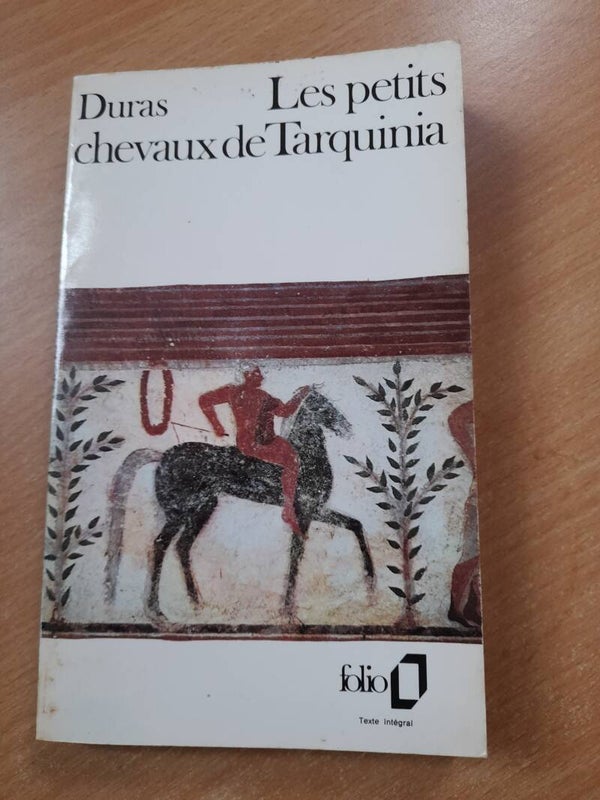 Duras Les petits
chevaux de Tarquinia
folio
Texte intégral